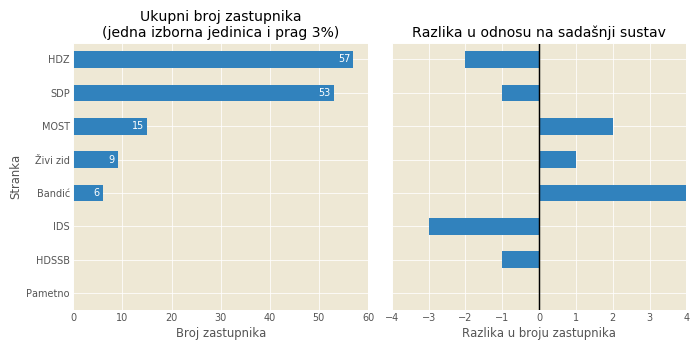 Ukupni broj zastupnika
(jedna izborna jedinica i prag 3%)
Stranka
HDZ
SDP
MOST
Živi zid
Bandić
IDS
HDSSB
Pametno
57
53
15
9
6
0 10 20 30 40 50 60
Broj zastupnika
Razlika u odnosu na sadašnji sustav
−4 −3 −2 −1 0 1 2 3 4
Razlika u broju zastupnika